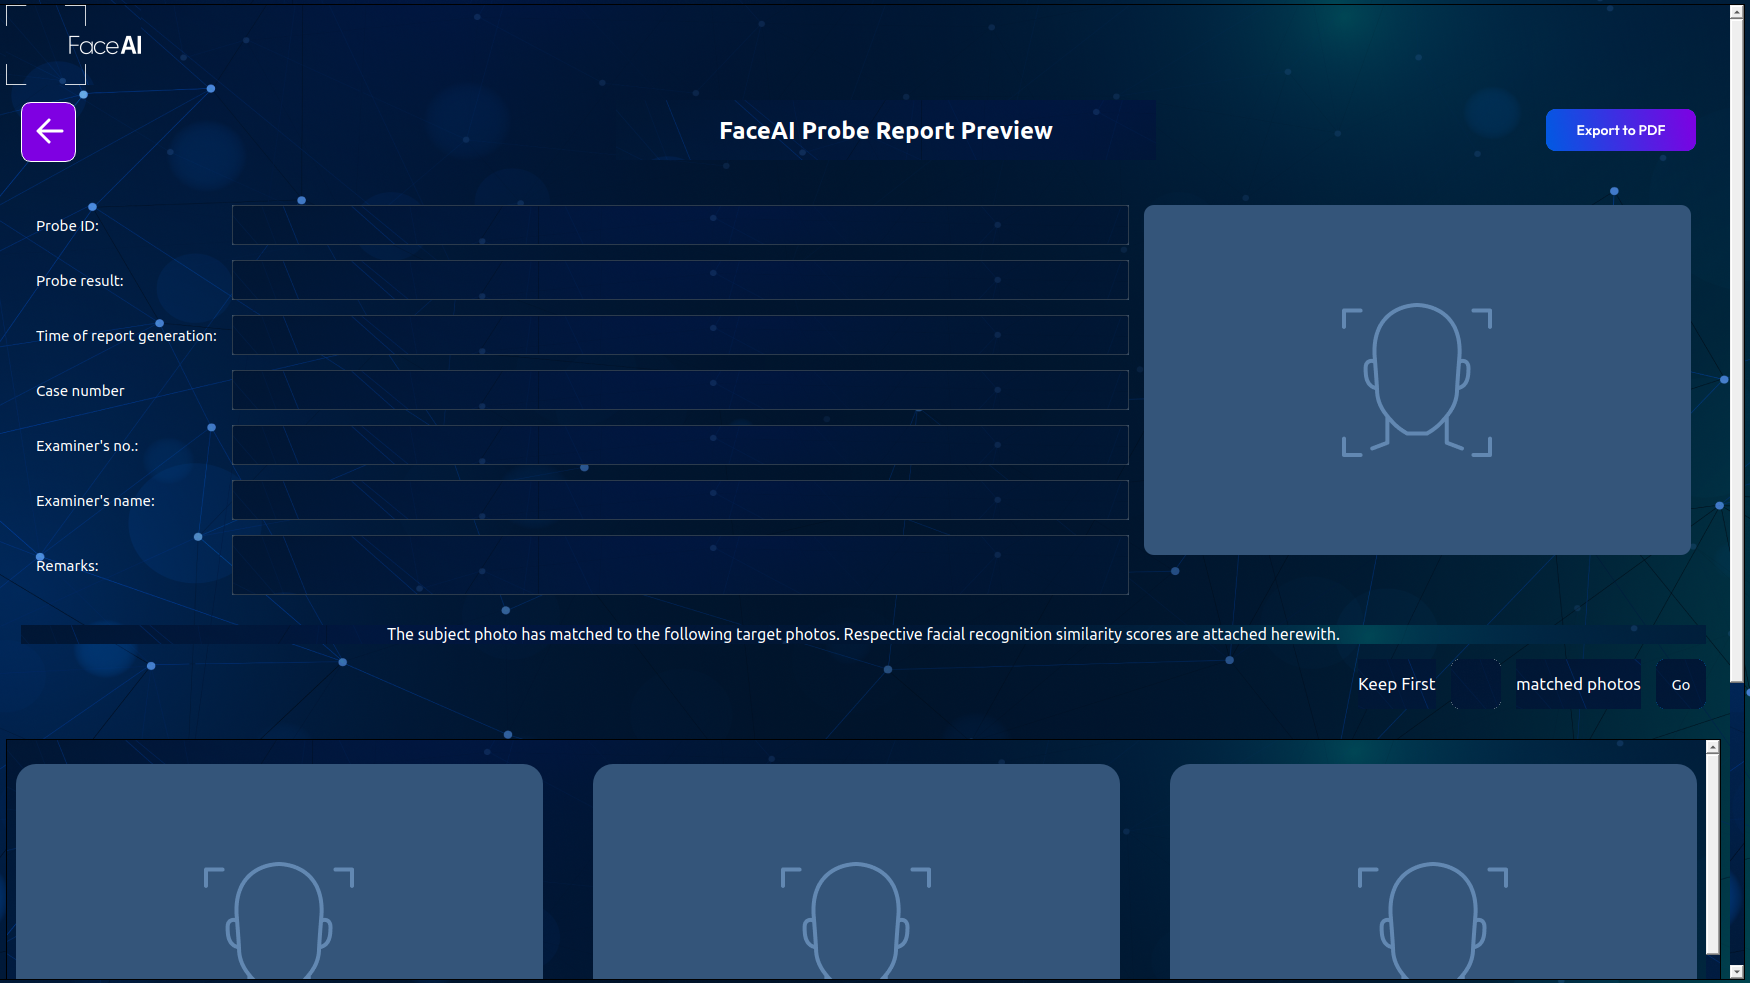 FaceAI
FaceAI Probe Report Preview
Export to PDF
Probe ID:
Probe result:
Time of report generation:
Case number
Examiner's no.:
Examiner's name:
Remarks:
The subject photo has matched to the following target photos. Respective facial recognition similarity scores are attached herewith.
Keep First matched photos Go